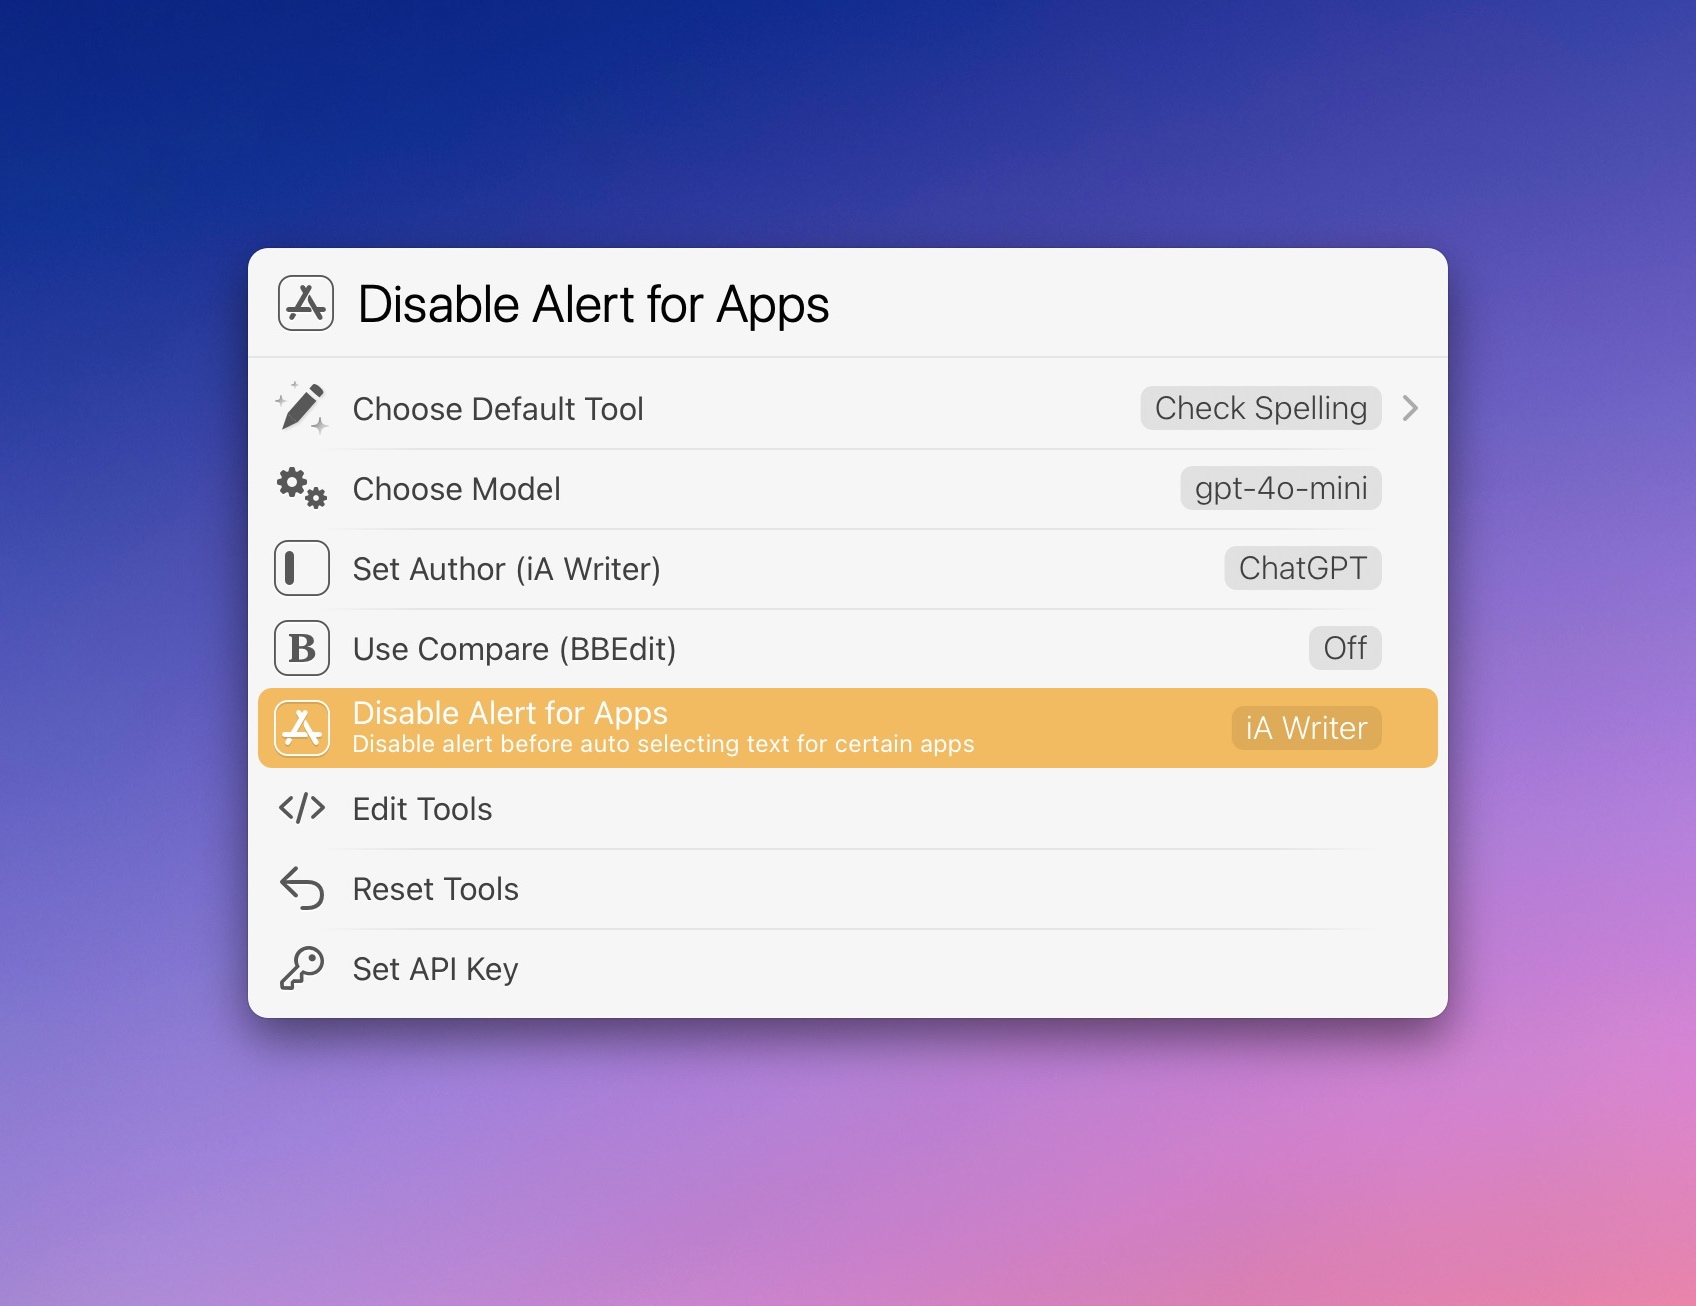 Disable Alert for Apps
Choose Default Tool
Check Spelling
Choose Model
gpt-4o-mini
Set Author (iA Writer)
ChatGPT
B
Use Compare (BBEdit)
Off
Disable Alert for Apps
Disable alert before auto selecting text for certain apps
iA Writer
</> Edit Tools
Reset Tools
Set API Key